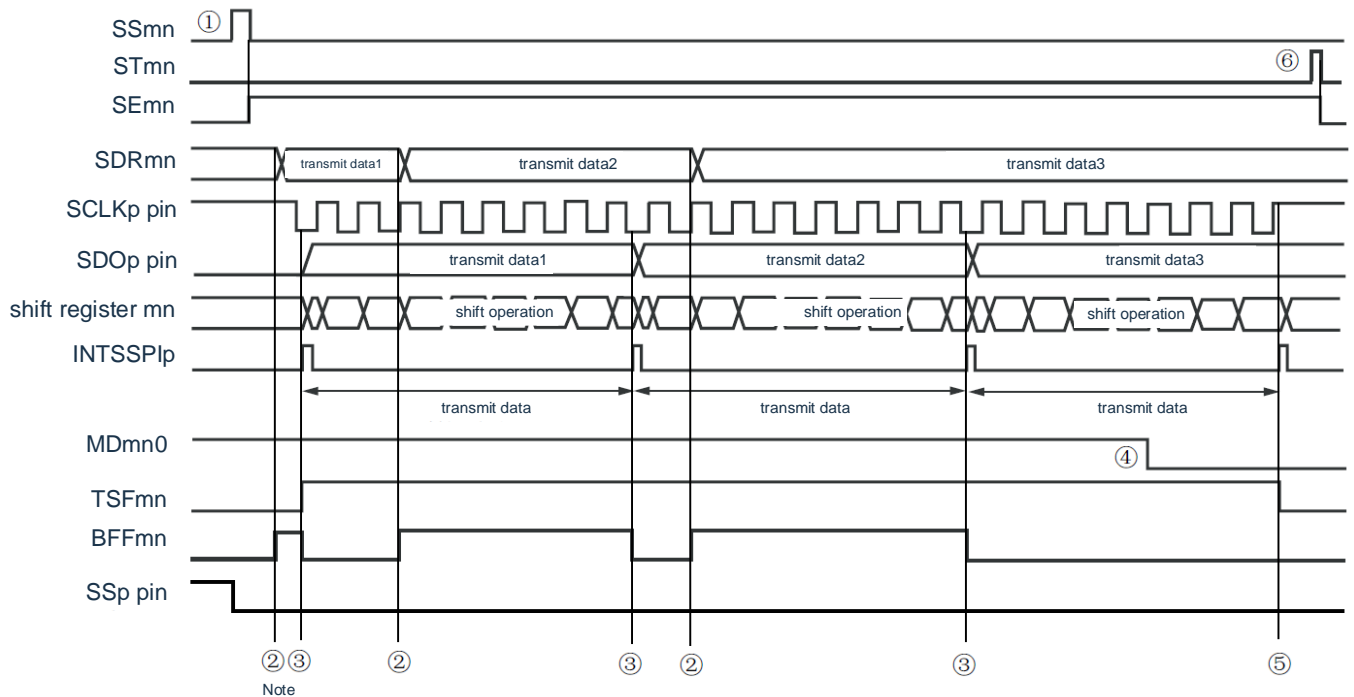 ① SSmn
STmn ⑥
SEmn
SDRmn transmit data1 transmit data2 transmit data3
SCLKp pin
SDOp pin transmit data1 transmit data2 transmit data3
shift register mn shift operation shift operation shift operation
INTSSPIp
transmit data transmit data transmit data
MDmn0 ④
TSFmn
BFFmn
SSp pin
② ③ ② ③ ② ③ ⑤
Note